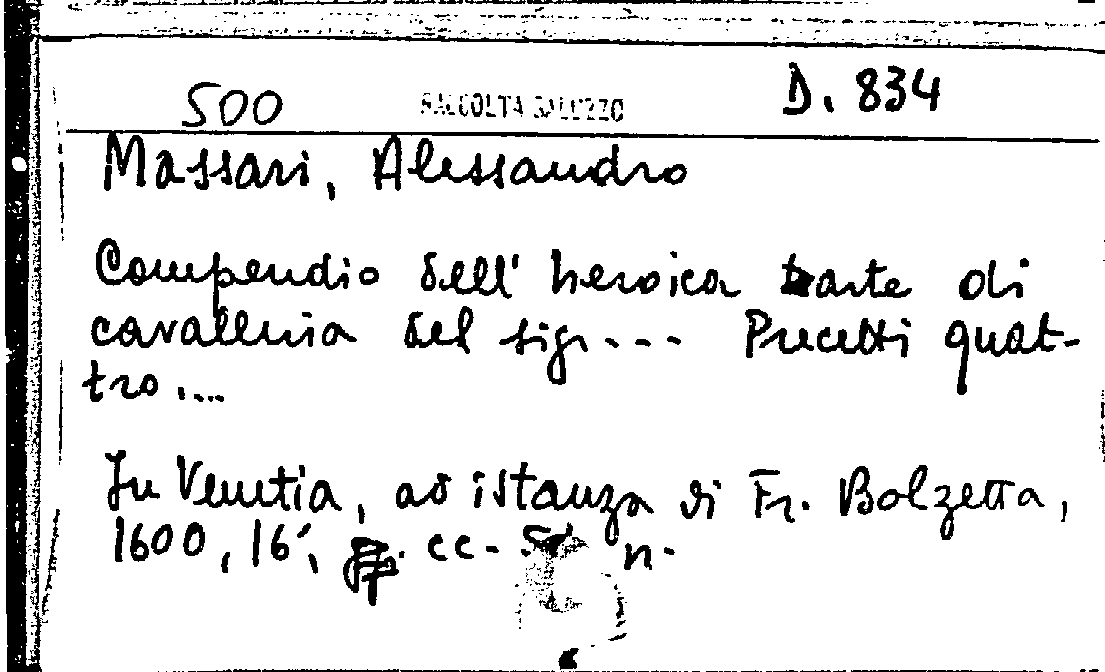 500 RACCOLTA SALUZZO D. 834
Massari, Alessandro
Compendio dell' heroica arte di
cavalleria del sig.... Precetti quat-
tro....
In Venetia, ad istanza di Fr. Bolzetta,
1600, 16°, cc. n.